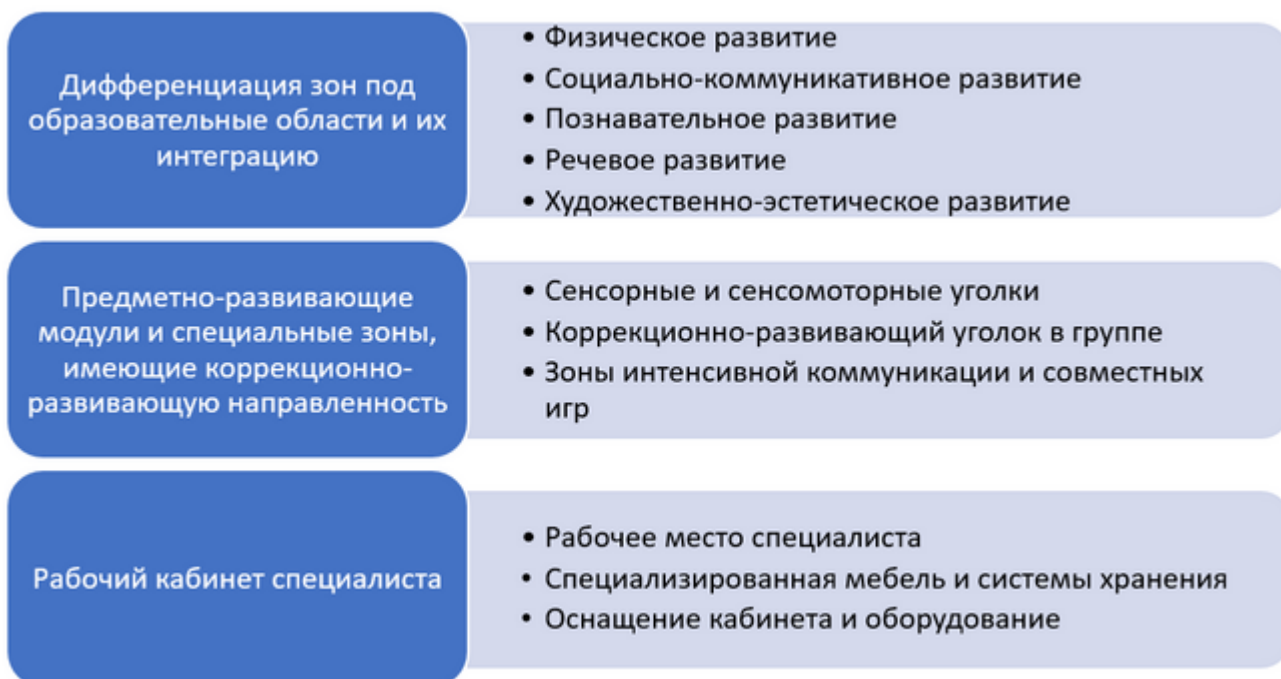 Дифференциация зон под
образовательные области и их
интеграцию
• Физическое развитие
• Социально-коммуникативное развитие
• Познавательное развитие
• Речевое развитие
• Художественно-эстетическое развитие
Предметно-развивающие
модули и специальные зоны,
имеющие коррекционно-
развивающую направленность
• Сенсорные и сенсомоторные уголки
• Коррекционно-развивающий уголок в группе
• Зоны интенсивной коммуникации и совместных
игр
Рабочий кабинет специалиста
• Рабочее место специалиста
• Специализированная мебель и системы хранения
• Оснащение кабинета и оборудование